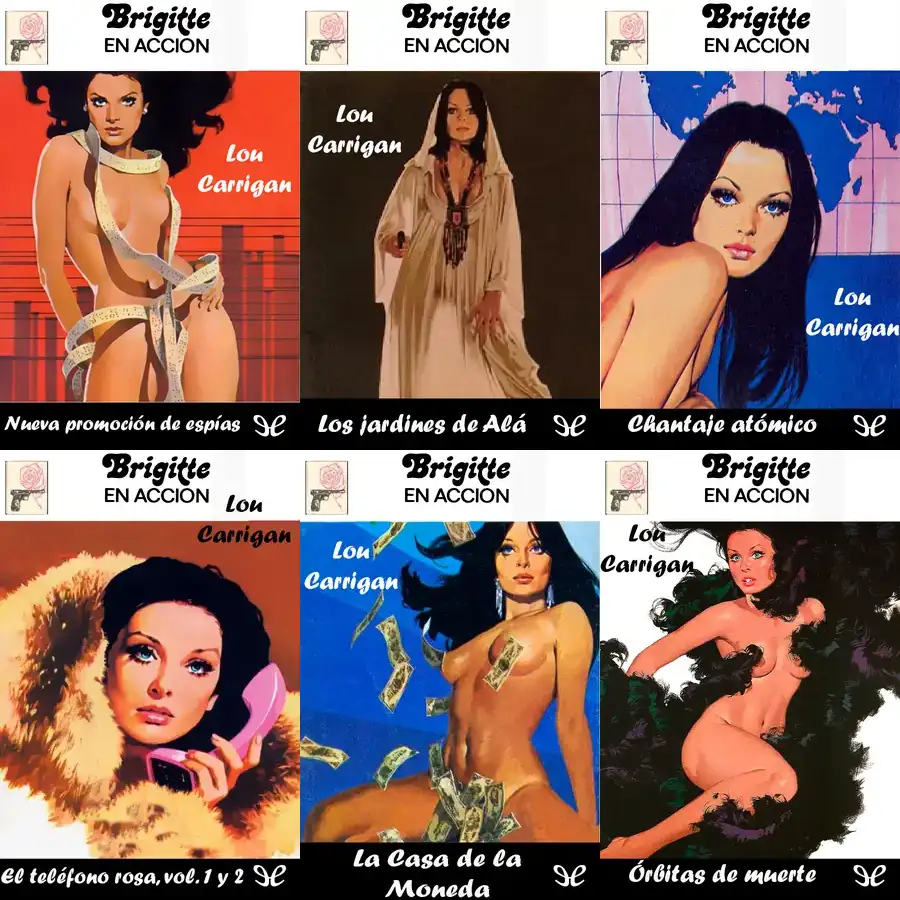 Brigitte
EN ACCION
Lou
Carrigan
Nueva promoción de espías
Brigitte
EN ACCION
Lou
Carrigan
Los jardines de Alá
Brigitte
EN ACCION
Lou
Carrigan
Chantaje atómico
Brigitte
EN ACCION
Lou
Carrigan
El teléfono rosa, vol. 1 y 2
Brigitte
EN ACCION
Lou
Carrigan
La Casa de la
Moneda
Brigitte
EN ACCION
Lou
Carrigan
Órbitas de muerte